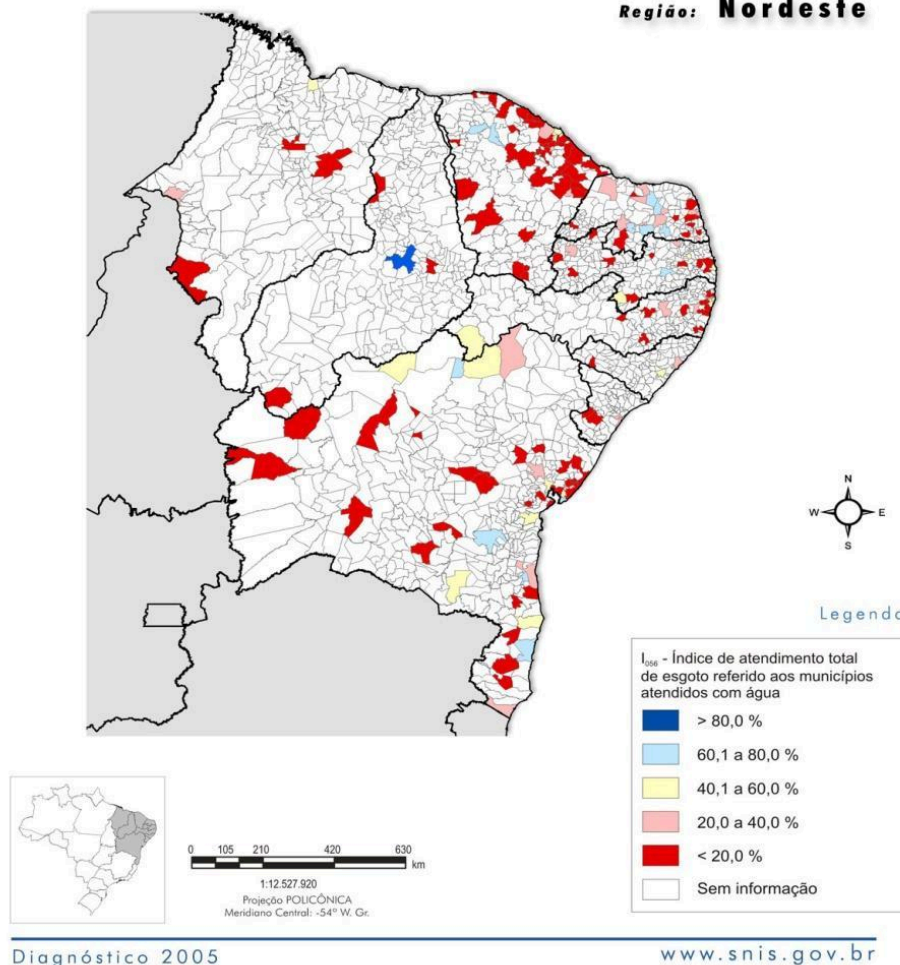 Região: Nordeste
N
W E
S
Legenda
I₀₅₆ - Índice de atendimento total
de esgoto referido aos municípios
atendidos com água
> 80,0 %
60,1 a 80,0 %
40,1 a 60,0 %
20,0 a 40,0 %
< 20,0 %
Sem informação
0 105 210 420 630
km
1:12.527.920
Projeção POLICÔNICA
Meridiano Central: -54º W. Gr.
Diagnóstico 2005
www.snis.gov.br